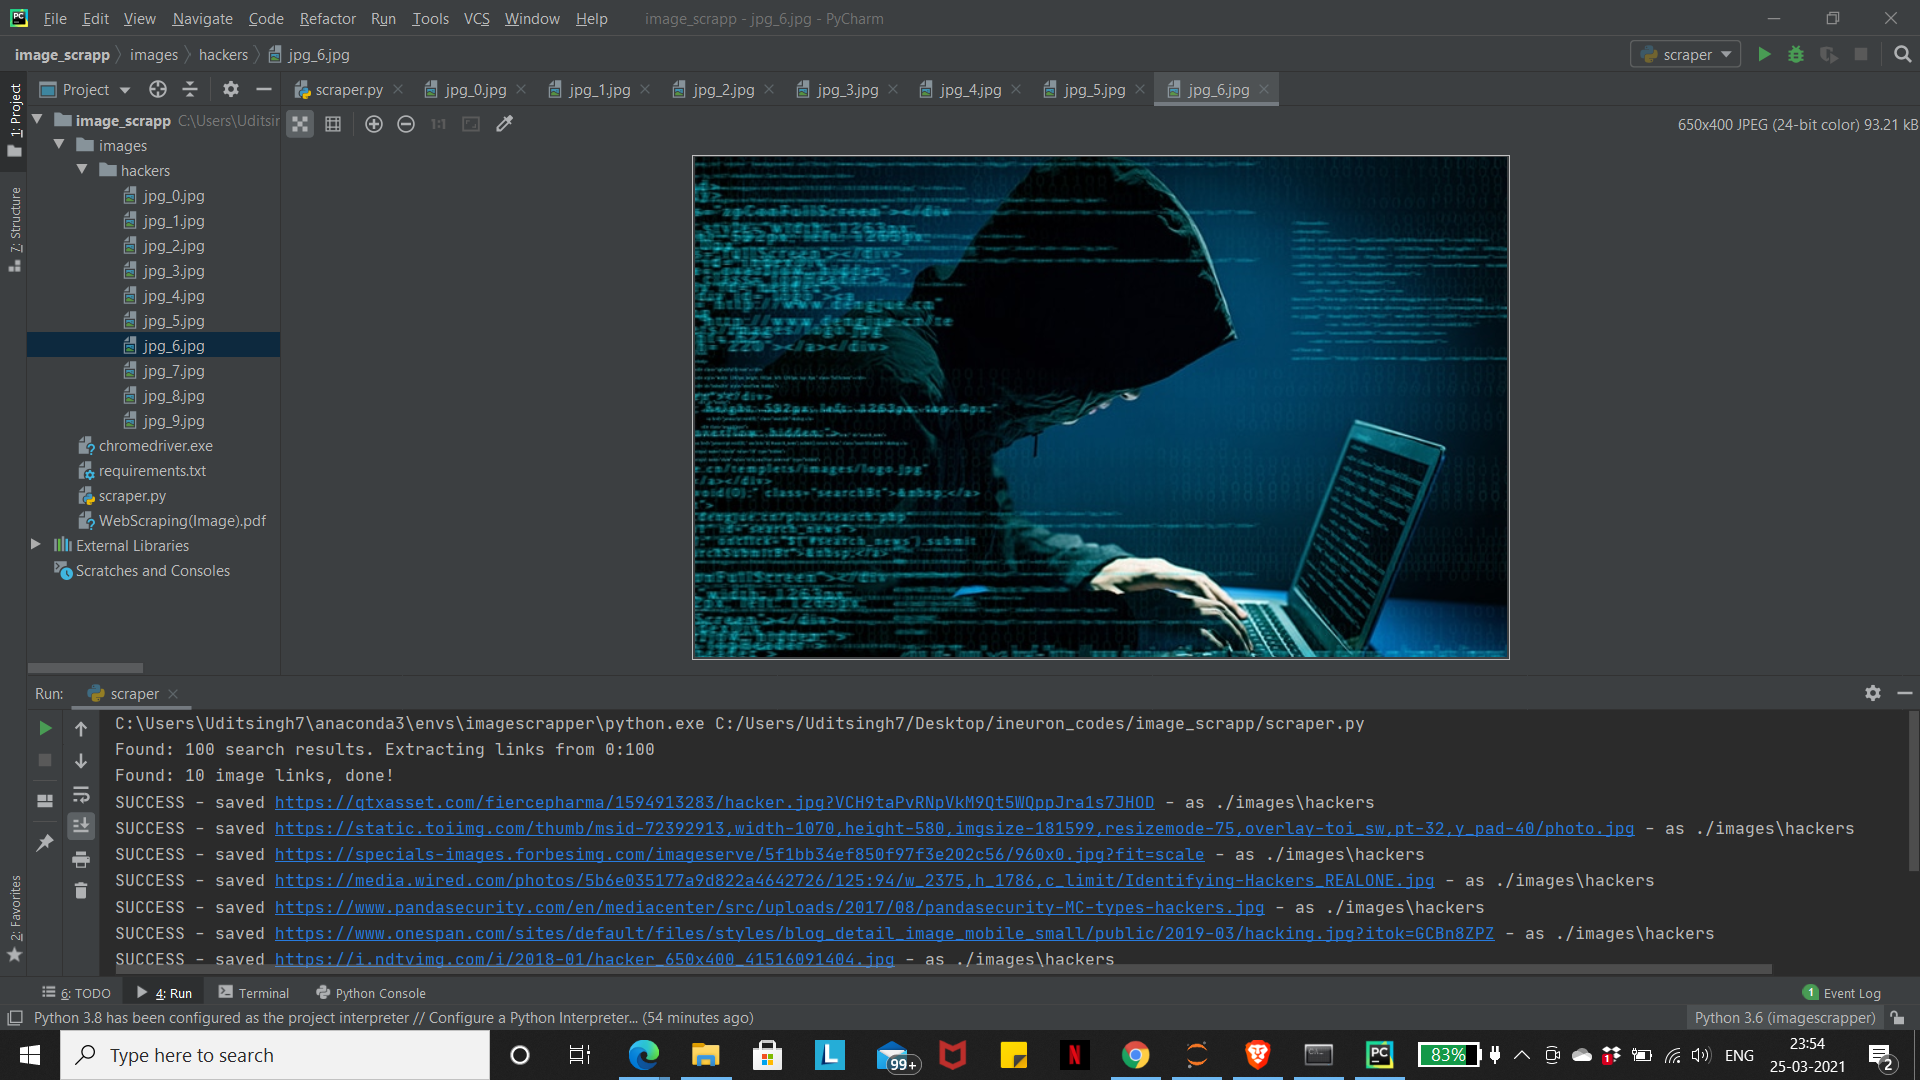 File Edit View Navigate Code Refactor Run Tools VCS Window Help image_scrapp - jpg_6.jpg - PyCharm
image_scrapp images hackers jpg_6.jpg scraper
Project scraper.py jpg_0.jpg jpg_1.jpg jpg_2.jpg jpg_3.jpg jpg_4.jpg jpg_5.jpg jpg_6.jpg
1: Project
7: Structure
2: Favorites
1:1 650x400 JPEG (24-bit color) 93.21 kB
image_scrapp C:\Users\Uditsin
images
hackers
jpg_0.jpg
jpg_1.jpg
jpg_2.jpg
jpg_3.jpg
jpg_4.jpg
jpg_5.jpg
jpg_6.jpg
jpg_7.jpg
jpg_8.jpg
jpg_9.jpg
chromedriver.exe
requirements.txt
scraper.py
WebScraping(Image).pdf
External Libraries
Scratches and Consoles
Run: scraper
C:\Users\Uditsingh7\anaconda3\envs\imagescrapper\python.exe C:/Users/Uditsingh7/Desktop/ineuron_codes/image_scrapp/scraper.py
Found: 100 search results. Extracting links from 0:100
Found: 10 image links, done!
SUCCESS - saved https://qtxasset.com/fiercepharma/1594913283/hacker.jpg?VCH9taPvRNpVkM9Qt5WQppJra1s7JHOD - as ./images\hackers
SUCCESS - saved https://static.toiimg.com/thumb/msid-72392913,width-1070,height-580,imgsize-181599,resizemode-75,overlay-toi_sw,pt-32,y_pad-40/photo.jpg - as ./images\hackers
SUCCESS - saved https://specials-images.forbesimg.com/imageserve/5f1bb34ef850f97f3e202c56/960x0.jpg?fit=scale - as ./images\hackers
SUCCESS - saved https://media.wired.com/photos/5b6e035177a9d822a4642726/125:94/w_2375,h_1786,c_limit/Identifying-Hackers_REALONE.jpg - as ./images\hackers
SUCCESS - saved https://www.pandasecurity.com/en/mediacenter/src/uploads/2017/08/pandasecurity-MC-types-hackers.jpg - as ./images\hackers
SUCCESS - saved https://www.onespan.com/sites/default/files/styles/blog_detail_image_mobile_small/public/2019-03/hacking.jpg?itok=GCBn8ZPZ - as ./images\hackers
SUCCESS - saved https://i.ndtvimg.com/i/2018-01/hacker_650x400_41516091404.jpg - as ./images\hackers
6: TODO 4: Run Terminal Python Console 1 Event Log
Python 3.8 has been configured as the project interpreter // Configure a Python Interpreter... (54 minutes ago) Python 3.6 (imagescrapper)
Type here to search 99+ 83% ENG 23:54
25-03-2021 2